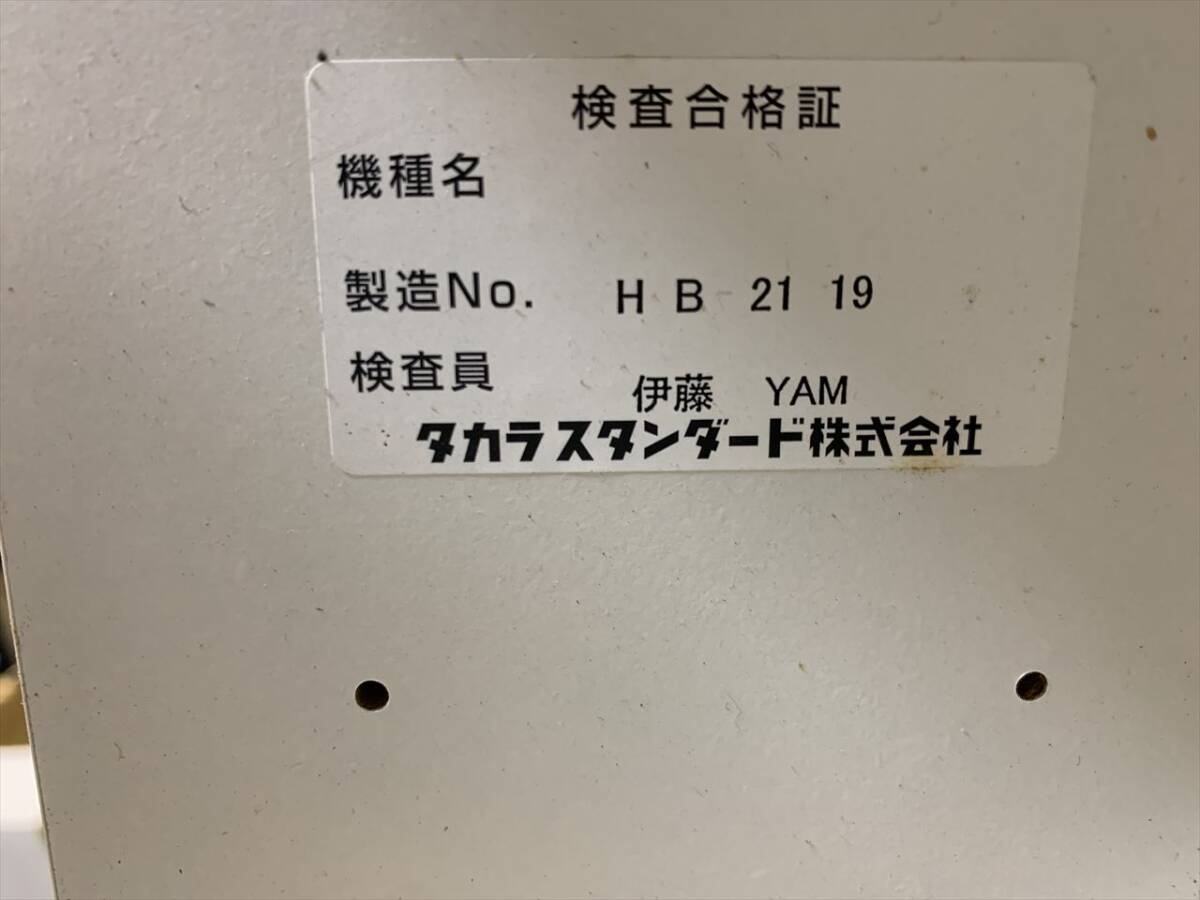 検査合格証
機種名
製造No. H B 21 19
検査員 伊藤 YAM
タカラスタンダード株式会社